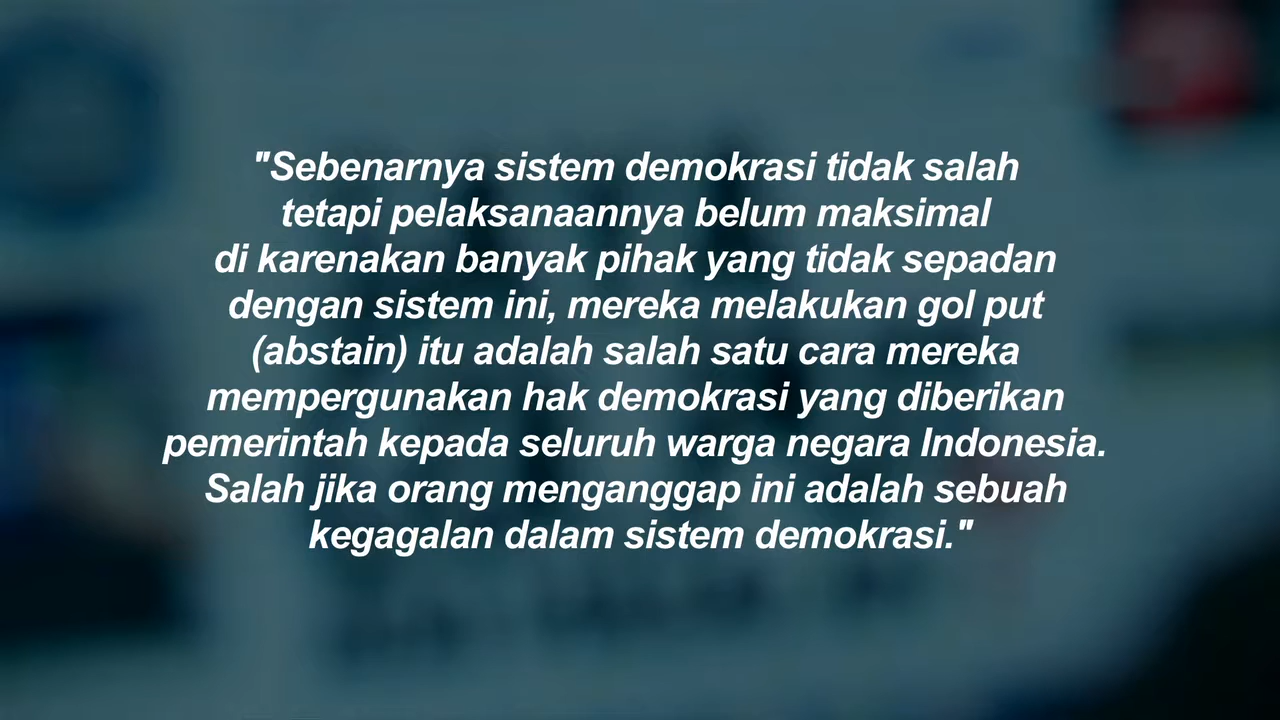 "Sebenarnya sistem demokrasi tidak salah
tetapi pelaksanaannya belum maksimal
di karenakan banyak pihak yang tidak sepadan
dengan sistem ini, mereka melakukan gol put
(abstain) itu adalah salah satu cara mereka
mempergunakan hak demokrasi yang diberikan
pemerintah kepada seluruh warga negara Indonesia.
Salah jika orang menganggap ini adalah sebuah
kegagalan dalam sistem demokrasi."